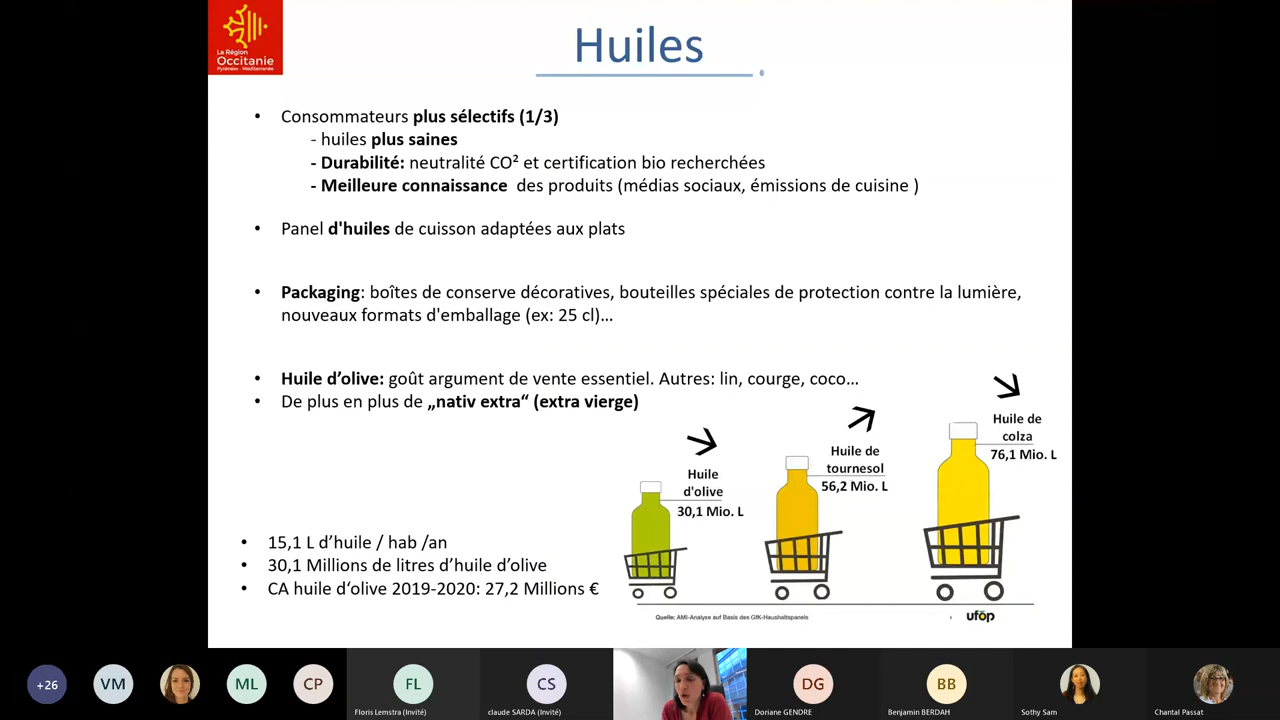 La Région
Occitanie
Pyrénées - Méditerranée
Huiles
• Consommateurs plus sélectifs (1/3)
- huiles plus saines
- Durabilité: neutralité CO² et certification bio recherchées
- Meilleure connaissance des produits (médias sociaux, émissions de cuisine )
• Panel d'huiles de cuisson adaptées aux plats
• Packaging: boîtes de conserve décoratives, bouteilles spéciales de protection contre la lumière,
nouveaux formats d'emballage (ex: 25 cl)…
• Huile d’olive: goût argument de vente essentiel. Autres: lin, courge, coco…
• De plus en plus de „nativ extra“ (extra vierge)
Huile
d'olive
30,1 Mio. L
Huile de
tournesol
56,2 Mio. L
Huile de
colza
76,1 Mio. L
• 15,1 L d’huile / hab /an
• 30,1 Millions de litres d’huile d’olive
• CA huile d‘olive 2019-2020: 27,2 Millions €
Quelle: AMI-Analyse auf Basis des GfK-Haushaltspanels
ufop
+26
VM
ML
CP
FL
Floris Lemstra (Invité)
CS
claude SARDA (Invité)
DG
Doriane GENDRE
BB
Benjamin BERDAH
Sothy Sam
Chantal Passat